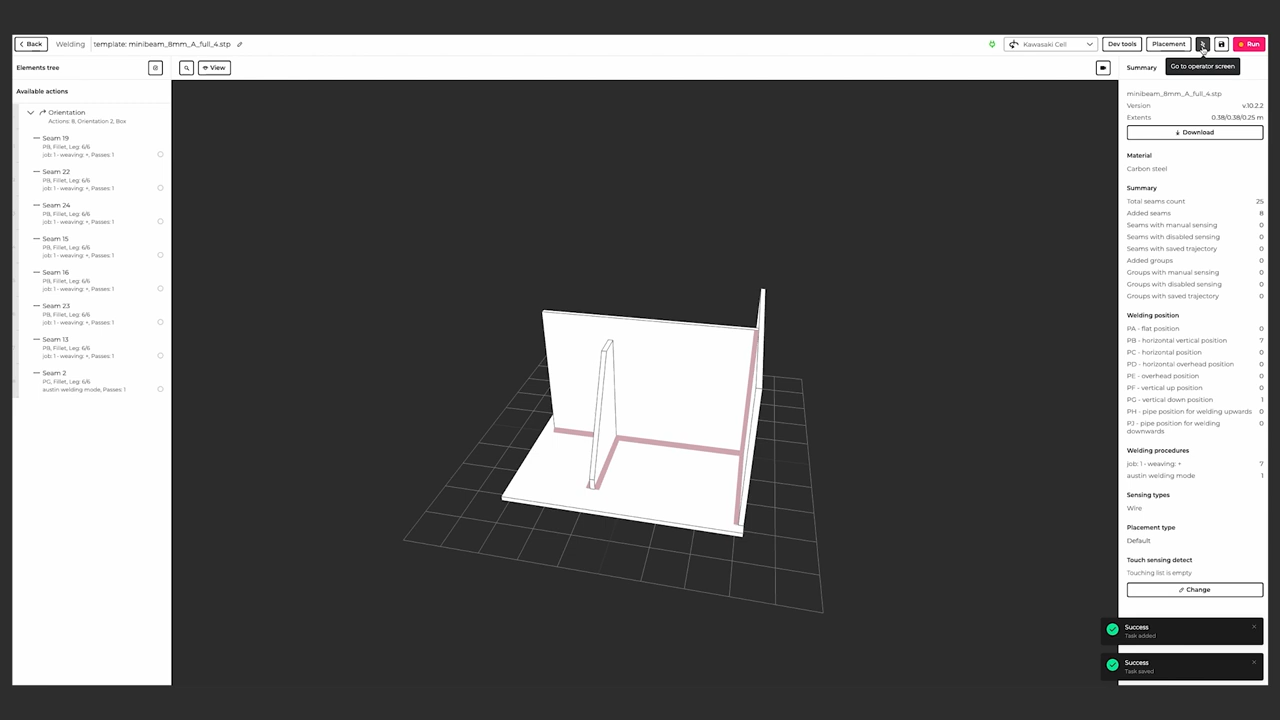 Back
Welding
template: minibeam_8mm_A_full_4.stp
Kawasaki Cell
Dev tools
Placement
Run
Elements tree
View
Summary
Go to operator screen
Available actions
Orientation
Actions: 8, Orientation 2, Box
Seam 19
PB, Fillet, Leg: 6/6
job: 1 - weaving: +, Passes: 1
Seam 22
PB, Fillet, Leg: 6/6
job: 1 - weaving: +, Passes: 1
Seam 24
PB, Fillet, Leg: 6/6
job: 1 - weaving: +, Passes: 1
Seam 15
PB, Fillet, Leg: 6/6
job: 1 - weaving: +, Passes: 1
Seam 16
PB, Fillet, Leg: 6/6
job: 1 - weaving: +, Passes: 1
Seam 23
PB, Fillet, Leg: 6/6
job: 1 - weaving: +, Passes: 1
Seam 13
PB, Fillet, Leg: 6/6
job: 1 - weaving: +, Passes: 1
Seam 2
PG, Fillet, Leg: 6/6
austin welding mode, Passes: 1
minibeam_8mm_A_full_4.stp
Version v.10.2.2
Extents 0.38/0.38/0.25 m
Download
Material
Carbon steel
Summary
Total seams count 25
Added seams 8
Seams with manual sensing 0
Seams with disabled sensing 0
Seams with saved trajectory 0
Added groups 0
Groups with manual sensing 0
Groups with disabled sensing 0
Groups with saved trajectory 0
Welding position
PA - flat position 0
PB - horizontal vertical position 7
PC - horizontal position 0
PD - horizontal overhead position 0
PE - overhead position 0
PF - vertical up position 0
PG - vertical down position 1
PH - pipe position for welding upwards 0
PJ - pipe position for welding 0
downwards
Welding procedures
job: 1 - weaving: + 7
austin welding mode 1
Sensing types
Wire
Placement type
Default
Touch sensing detect
Touching list is empty
Change
Success
Task added
Success
Task saved